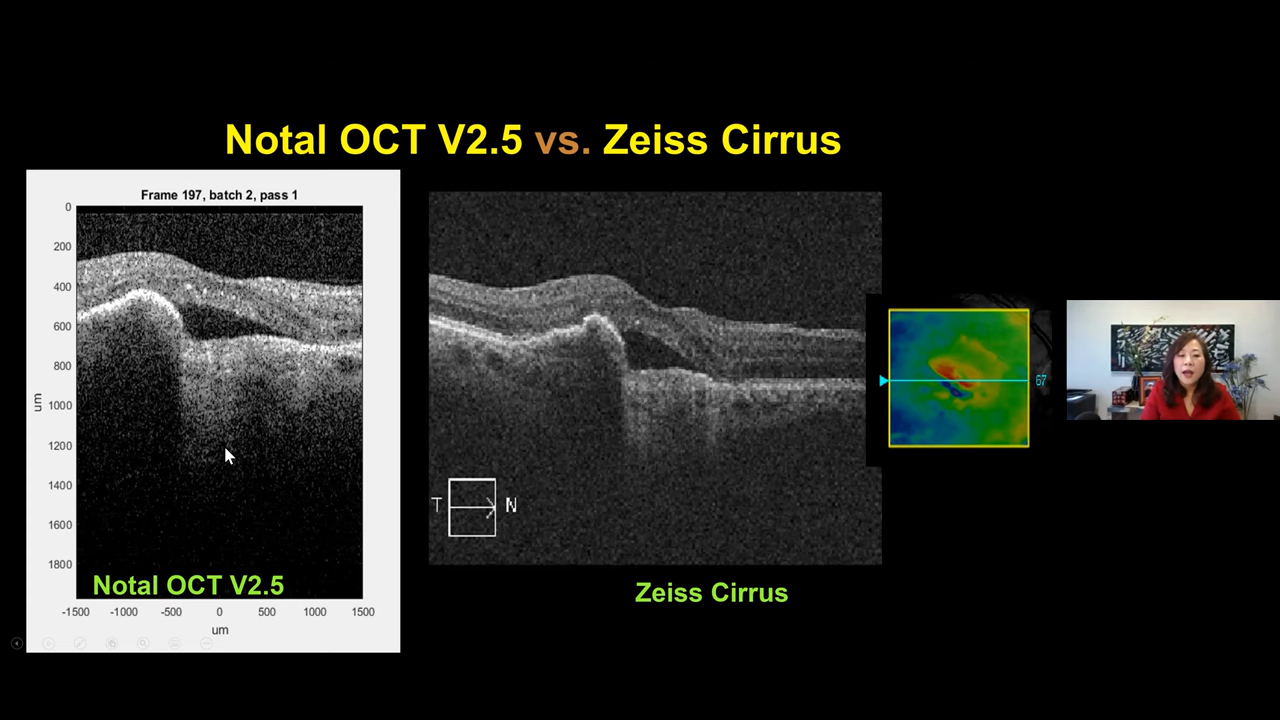 Notal OCT V2.5 vs. Zeiss Cirrus
Frame 197, batch 2, pass 1
0
200
400
600
800
1000
1200
1400
1600
1800
um
-1500 -1000 -500 0 500 1000 1500
um
Notal OCT V2.5
T N
Zeiss Cirrus
67